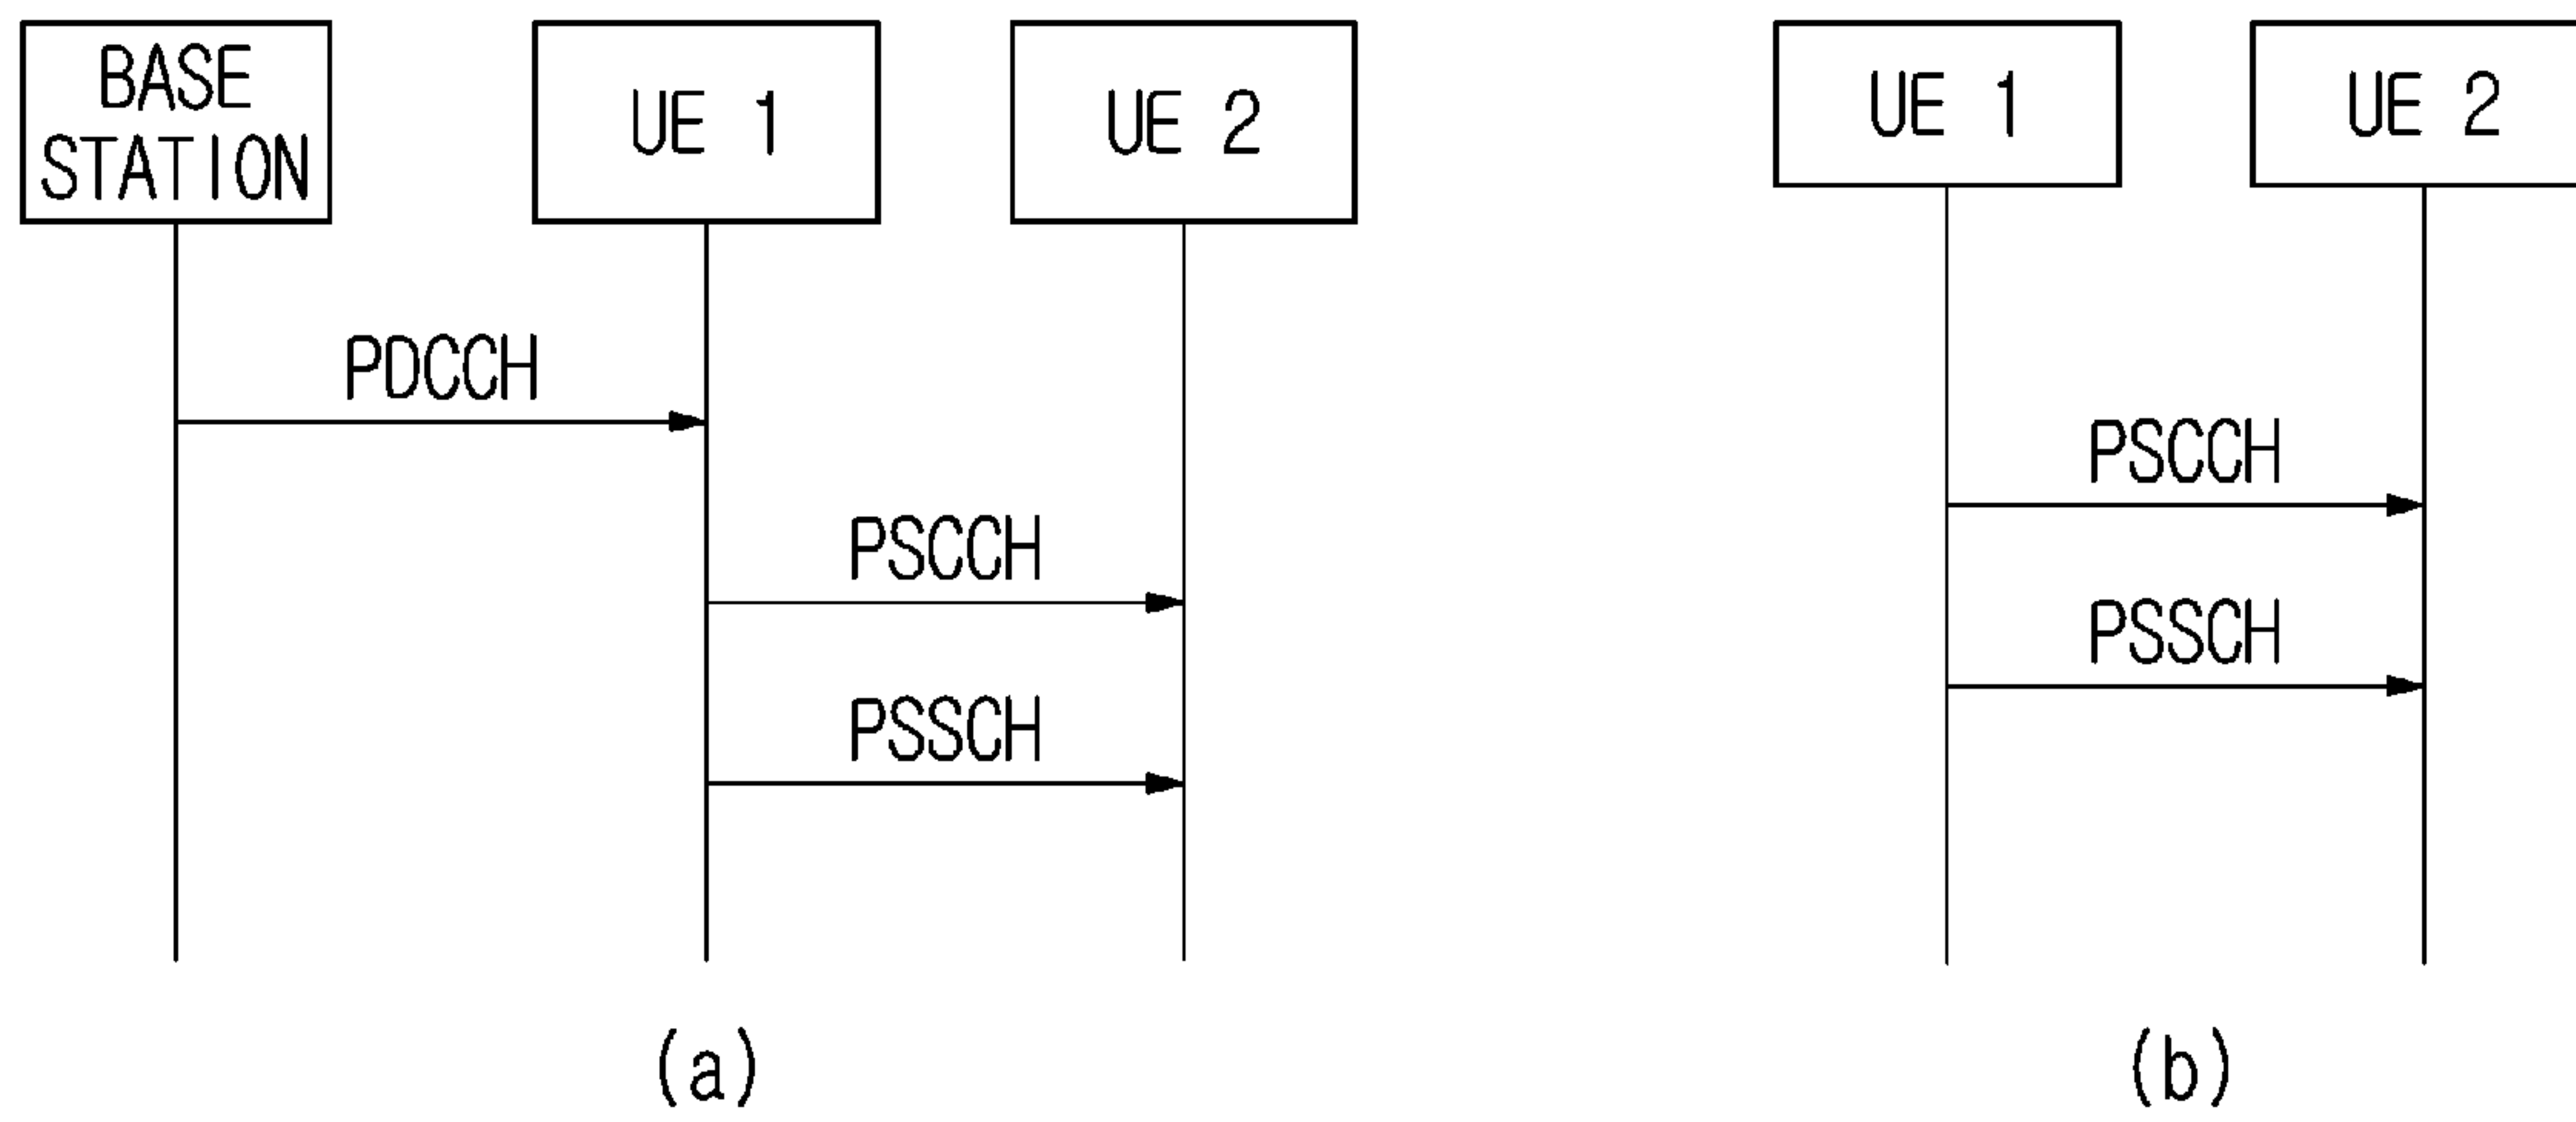 BASE
STATION
UE 1
UE 2
PDCCH
PSCCH
PSSCH
(a)
UE 1
UE 2
PSCCH
PSSCH
(b)